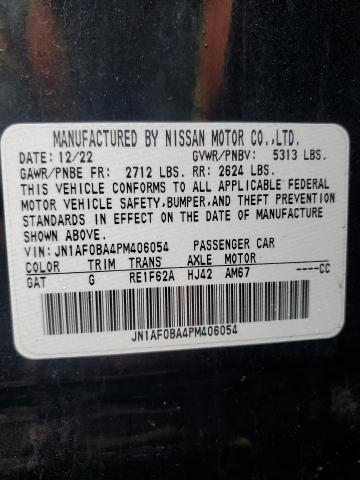 MANUFACTURED BY NISSAN MOTOR CO.,LTD.
DATE: 12/22 GVWR/PNBV: 5313 LBS.
GAWR/PNBE FR: 2712 LBS. RR: 2624 LBS.
THIS VEHICLE CONFORMS TO ALL APPLICABLE FEDERAL
MOTOR VEHICLE SAFETY,BUMPER,AND THEFT PREVENTION
STANDARDS IN EFFECT ON THE DATE OF MANUFACTURE
SHOWN ABOVE.
VIN: JN1AF0BA4PM406054 PASSENGER CAR
COLOR TRIM TRANS AXLE MOTOR
GAT G RE1F62A HJ42 AM67 ----CC
JN1AF0BA4PM406054